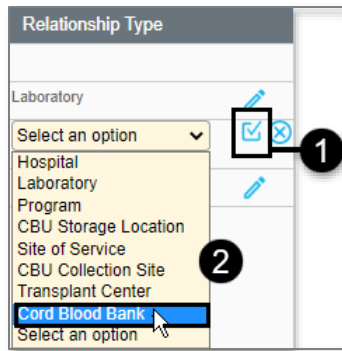 Relationship Type
Laboratory
Select an option
1
Hospital
Laboratory
Program
CBU Storage Location
Site of Service
2
CBU Collection Site
Transplant Center
Cord Blood Bank
Select an option